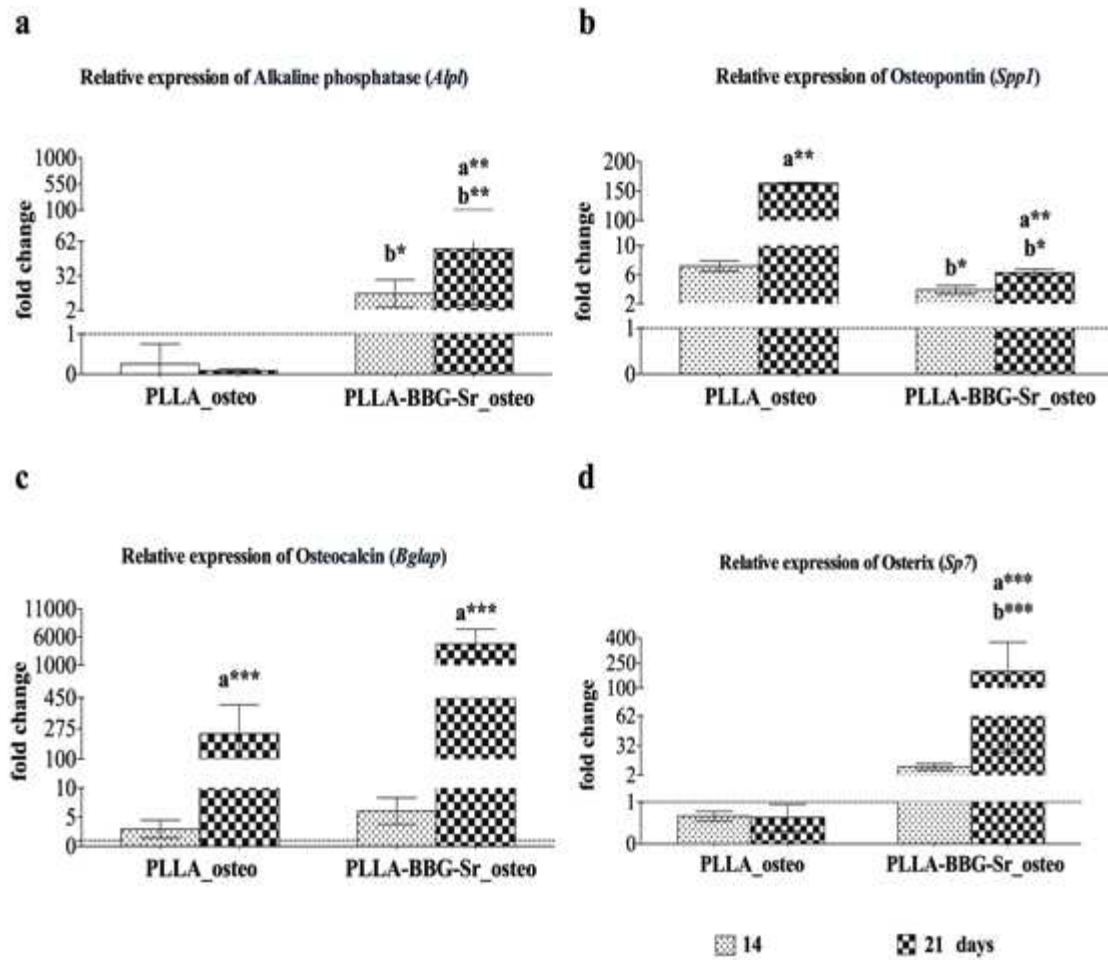 a
Relative expression of Alkaline phosphatase (Alpl)
fold change
1000
550
100
62
32
2
1
0
b*
a**
b**
PLLA_osteo
PLLA-BBG-Sr_osteo
b
Relative expression of Osteopontin (Spp1)
fold change
200
150
100
10
6
2
1
0
a**
b*
a**
b*
PLLA_osteo
PLLA-BBG-Sr_osteo
c
Relative expression of Osteocalcin (Bglap)
fold change
11000
6000
1000
450
275
100
10
5
0
a***
a***
PLLA_osteo
PLLA-BBG-Sr_osteo
d
Relative expression of Osterix (Sp7)
fold change
400
250
100
62
32
2
1
0
a***
b***
PLLA_osteo
PLLA-BBG-Sr_osteo
14
21 days